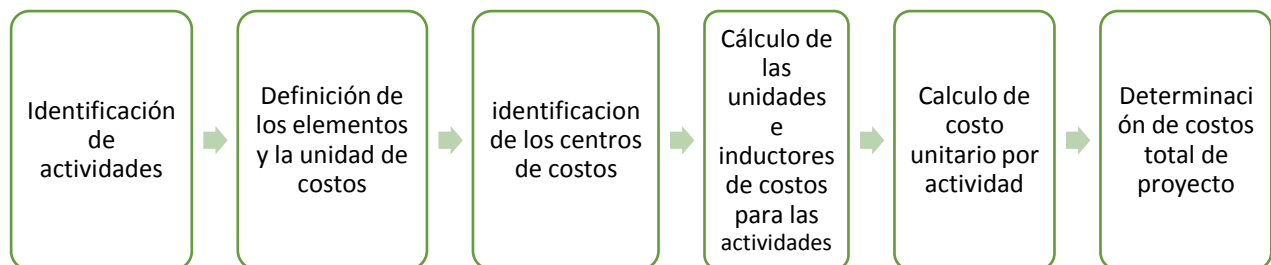 Identificación
de
actividades
Definición de
los elementos
y la unidad de
costos
identificacion
de los centros
de costos
Cálculo de
las
unidades
e
inductores
de costos
para las
actividades
Calculo de
costo
unitario por
actividad
Determinaci
ón de costos
total de
proyecto